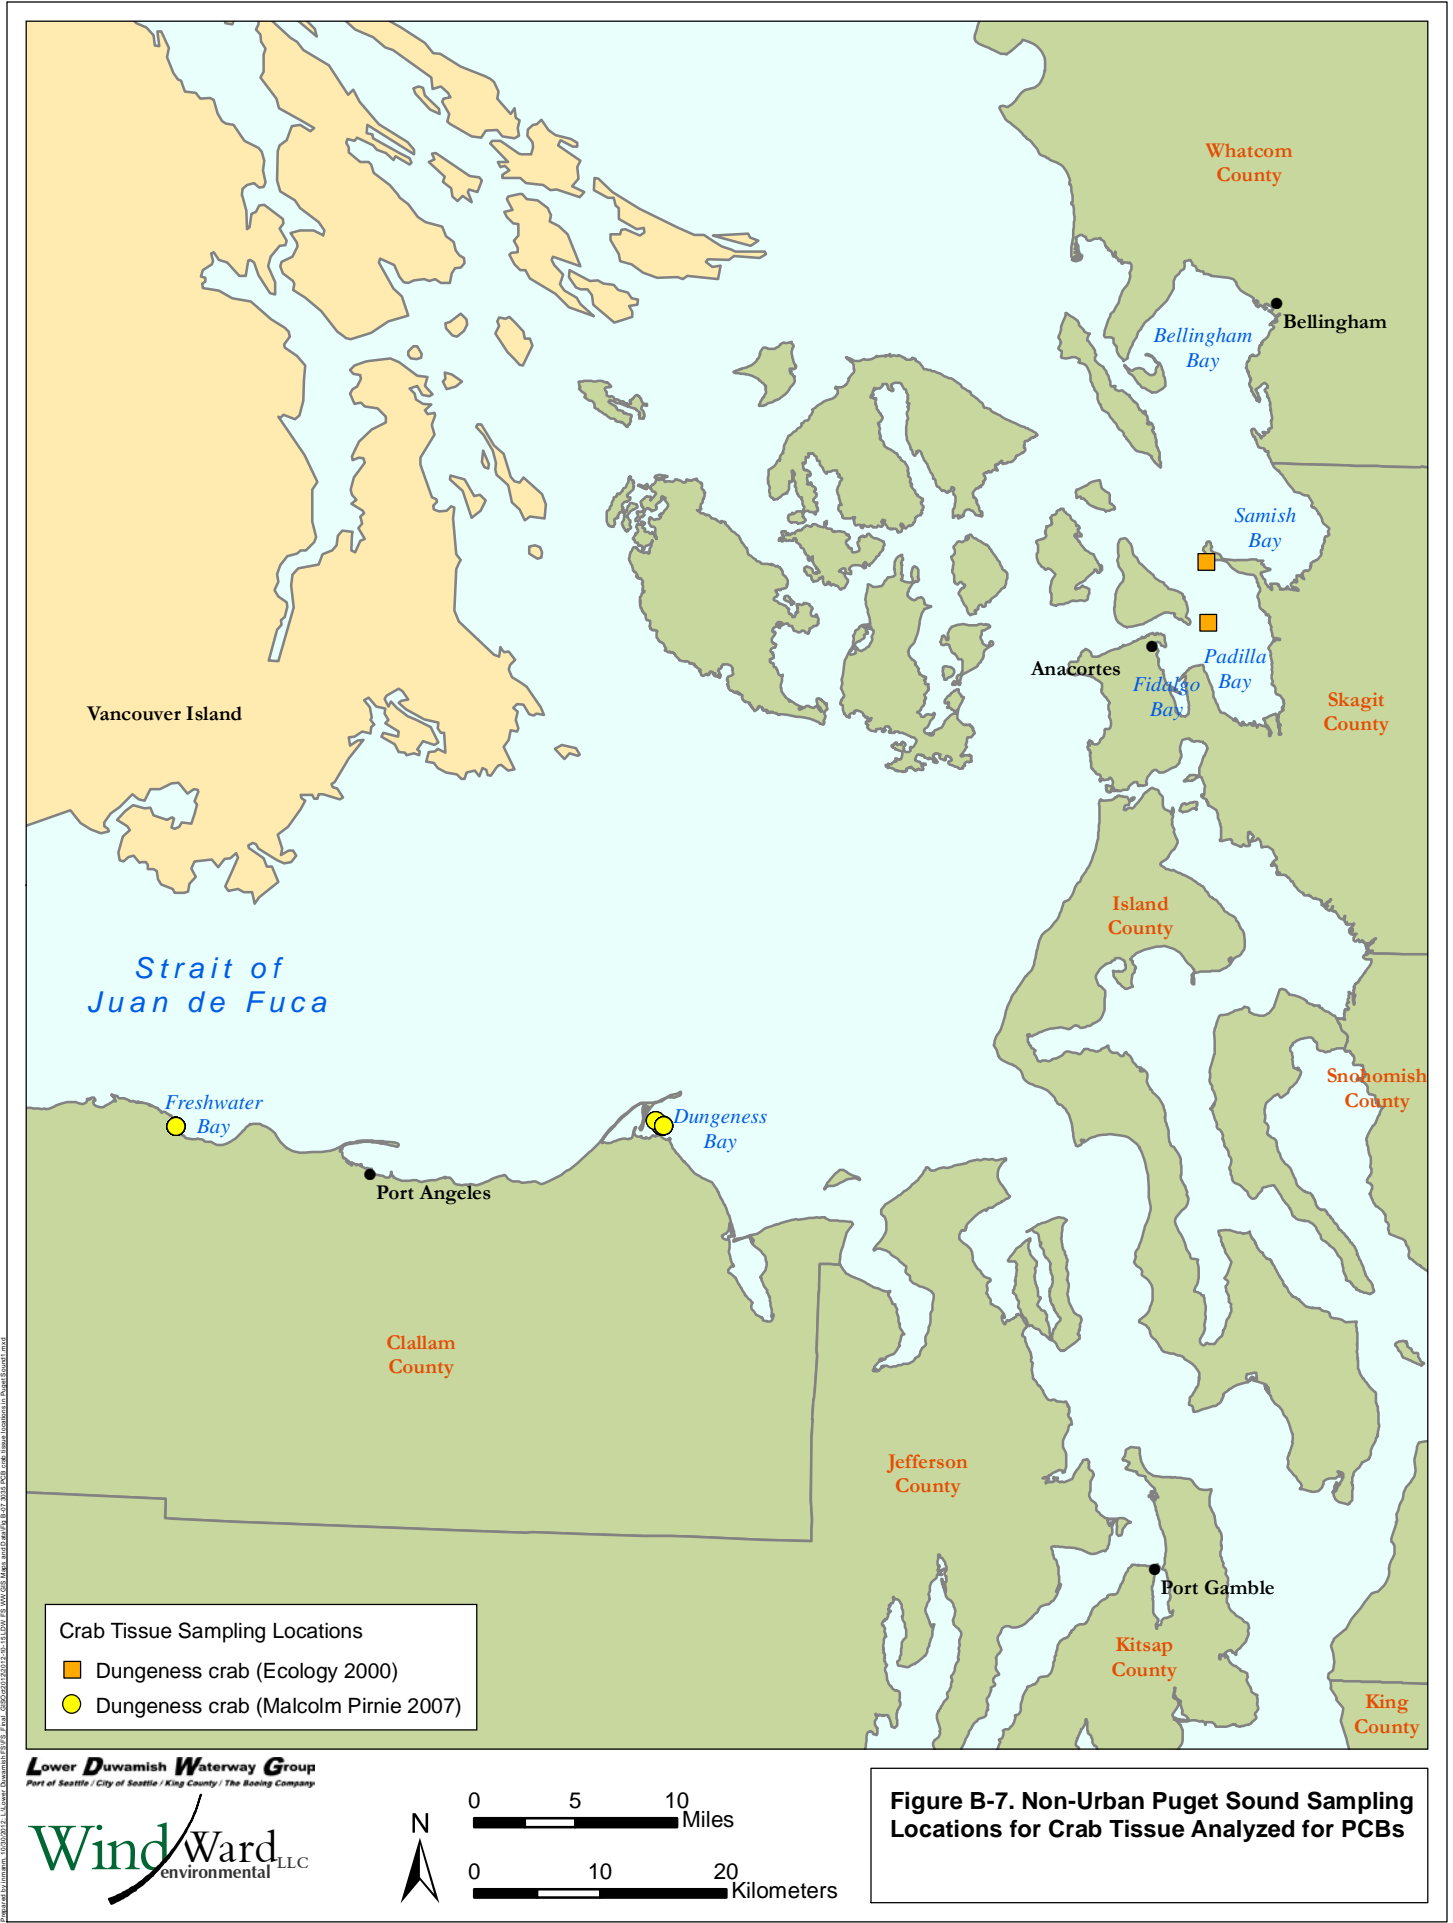 Whatcom
County
Bellingham
Bellingham
Bay
Samish
Bay
Anacortes
Padilla
Bay
Fidalgo
Bay
Skagit
County
Vancouver Island
Island
County
Strait of
Juan de Fuca
Snohomish
County
Freshwater
Bay
Dungeness
Bay
Port Angeles
Clallam
County
Jefferson
County
Port Gamble
Kitsap
County
King
County
Crab Tissue Sampling Locations
Dungeness crab (Ecology 2000)
Dungeness crab (Malcolm Pirnie 2007)
Lower Duwamish Waterway Group
Port of Seattle / City of Seattle / King County / The Boeing Company
Wind Ward LLC
environmental
N
0 5 10
Miles
0 10 20
Kilometers
Figure B-7. Non-Urban Puget Sound Sampling
Locations for Crab Tissue Analyzed for PCBs